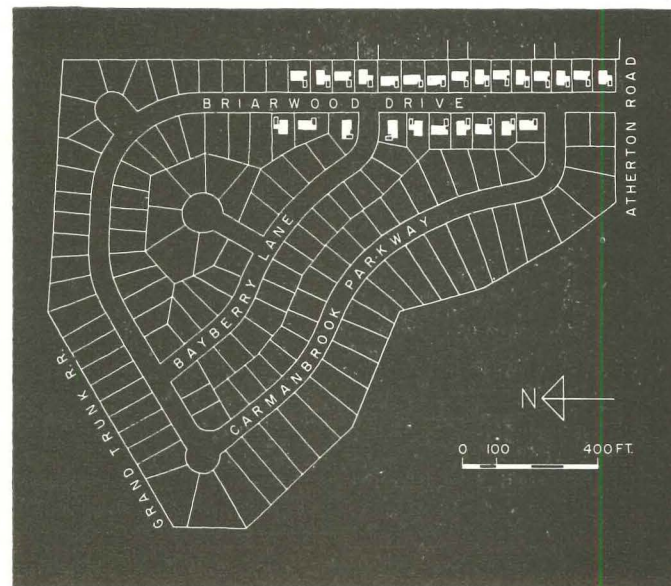 BRIARWOOD DRIVE
ATHERTON ROAD
BAYBERRY LANE
CARMANBROOK PARKWAY
GRAND TRUNK R.R.
N
0 100 400 FT.